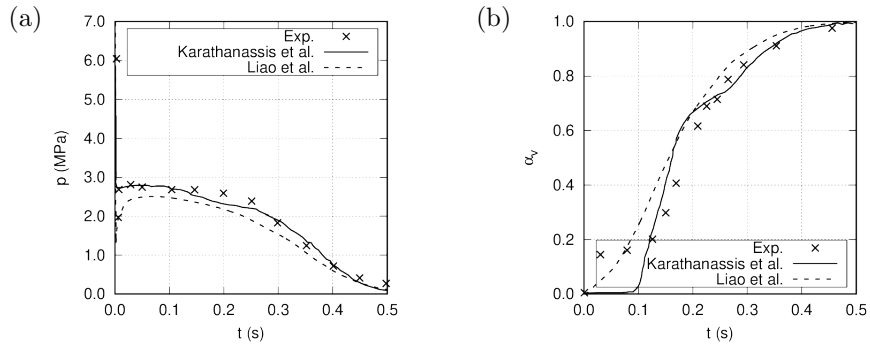 (a)
7.0
6.0
5.0
4.0
3.0
2.0
1.0
0.0
p (MPa)
0.0 0.1 0.2 0.3 0.4 0.5
t (s)
Exp.
Karathanassis et al.
Liao et al.
(b)
1.0
0.8
0.6
0.4
0.2
0.0
αv
0.0 0.1 0.2 0.3 0.4 0.5
t (s)
Exp.
Karathanassis et al.
Liao et al.